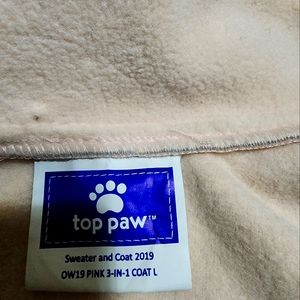 top paw™
Sweater and Coat 2019
OW19 PINK 3-IN-1 COAT L